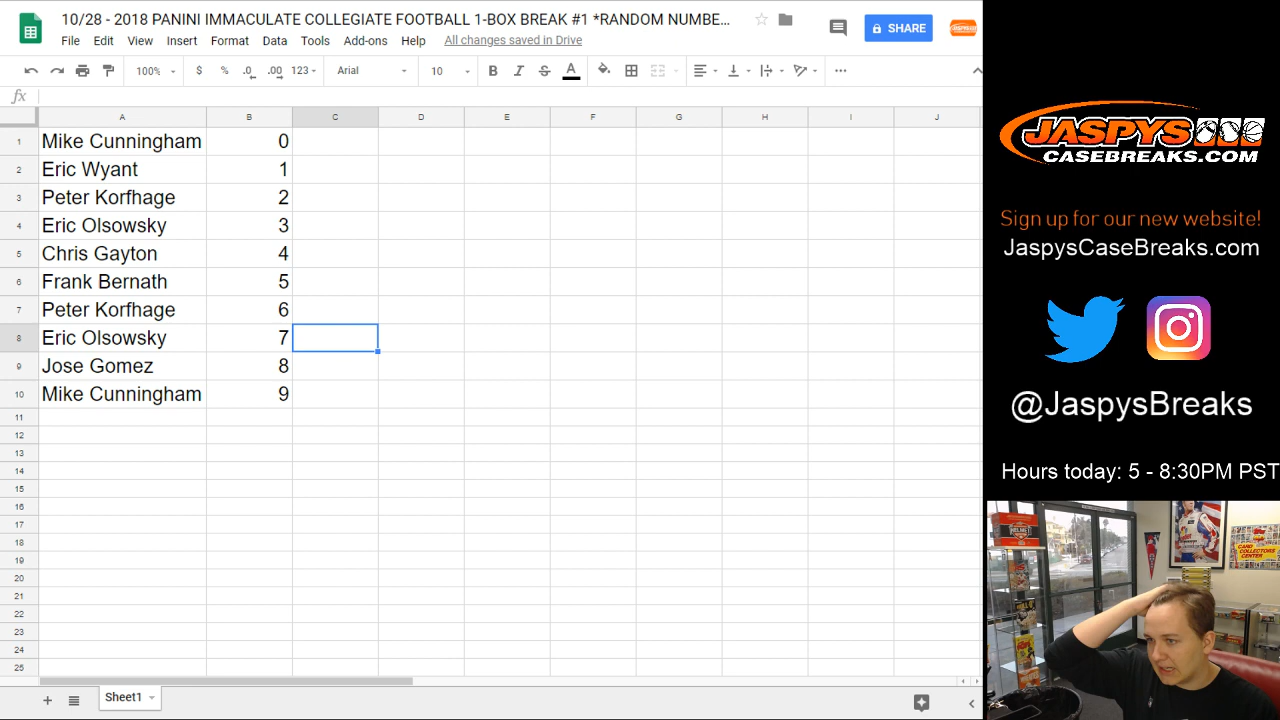 10/28 - 2018 PANINI IMMACULATE COLLEGIATE FOOTBALL 1-BOX BREAK #1 *RANDOM NUMBE...
File Edit View Insert Format Data Tools Add-ons Help All changes saved in Drive
SHARE
100% $ % .0 .00 123 Arial 10 B I S A
fx
A B C D E F G H I J
1 Mike Cunningham 0
2 Eric Wyant 1
3 Peter Korfhage 2
4 Eric Olsowsky 3
5 Chris Gayton 4
6 Frank Bernath 5
7 Peter Korfhage 6
8 Eric Olsowsky 7
9 Jose Gomez 8
10 Mike Cunningham 9
11
12
13
14
15
16
17
18
19
20
21
22
23
24
25
Sheet1
JASPYS
CASEBREAKS.COM
Sign up for our new website!
JaspysCaseBreaks.com
@JaspysBreaks
Hours today: 5 - 8:30PM PST
CARD
COLLECTORS
CENTER